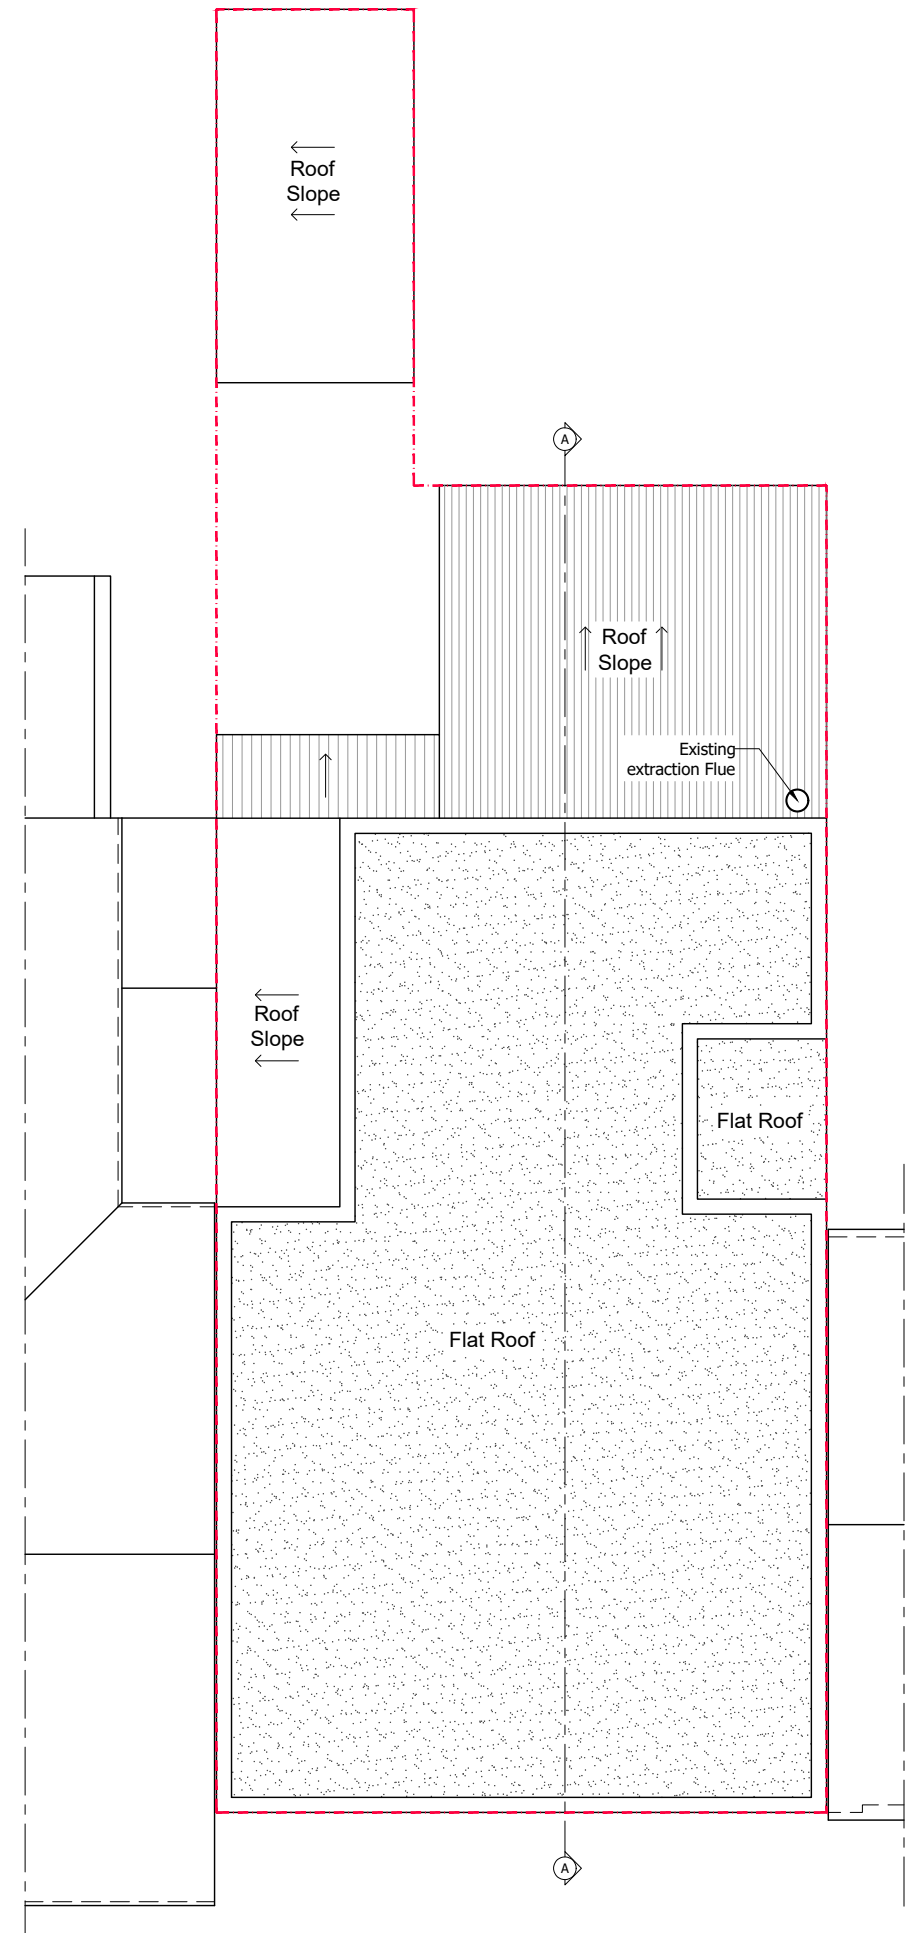 Roof
Slope
A
Roof
Slope
Existing
extraction Flue
Roof
Slope
Flat Roof
Flat Roof
A